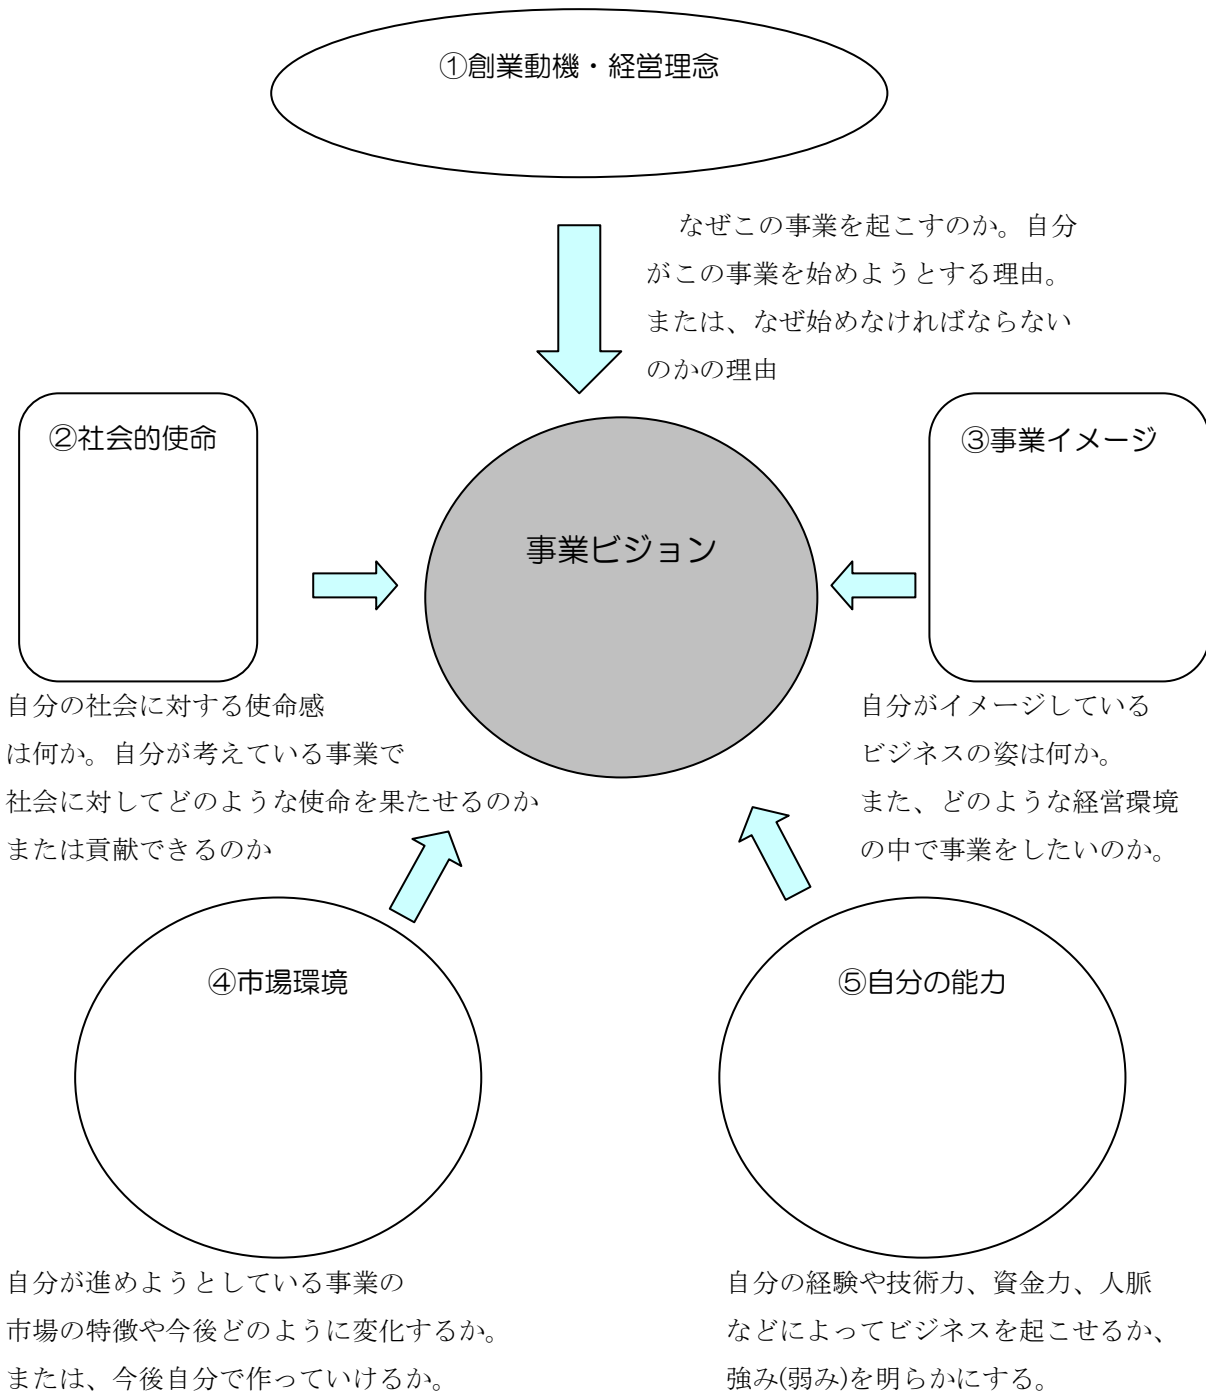 ①創業動機・経営理念
なぜこの事業を起こすのか。自分
がこの事業を始めようとする理由。
または、なぜ始めなければならない
のかの理由
②社会的使命
③事業イメージ
事業ビジョン
自分の社会に対する使命感
は何か。自分が考えている事業で
社会に対してどのような使命を果たせるのか
または貢献できるのか
自分がイメージしている
ビジネスの姿は何か。
また、どのような経営環境
の中で事業をしたいのか。
④市場環境
⑤自分の能力
自分が進めようとしている事業の
市場の特徴や今後どのように変化するか。
または、今後自分で作っていけるか。
自分の経験や技術力、資金力、人脈
などによってビジネスを起こせるか、
強み(弱み)を明らかにする。